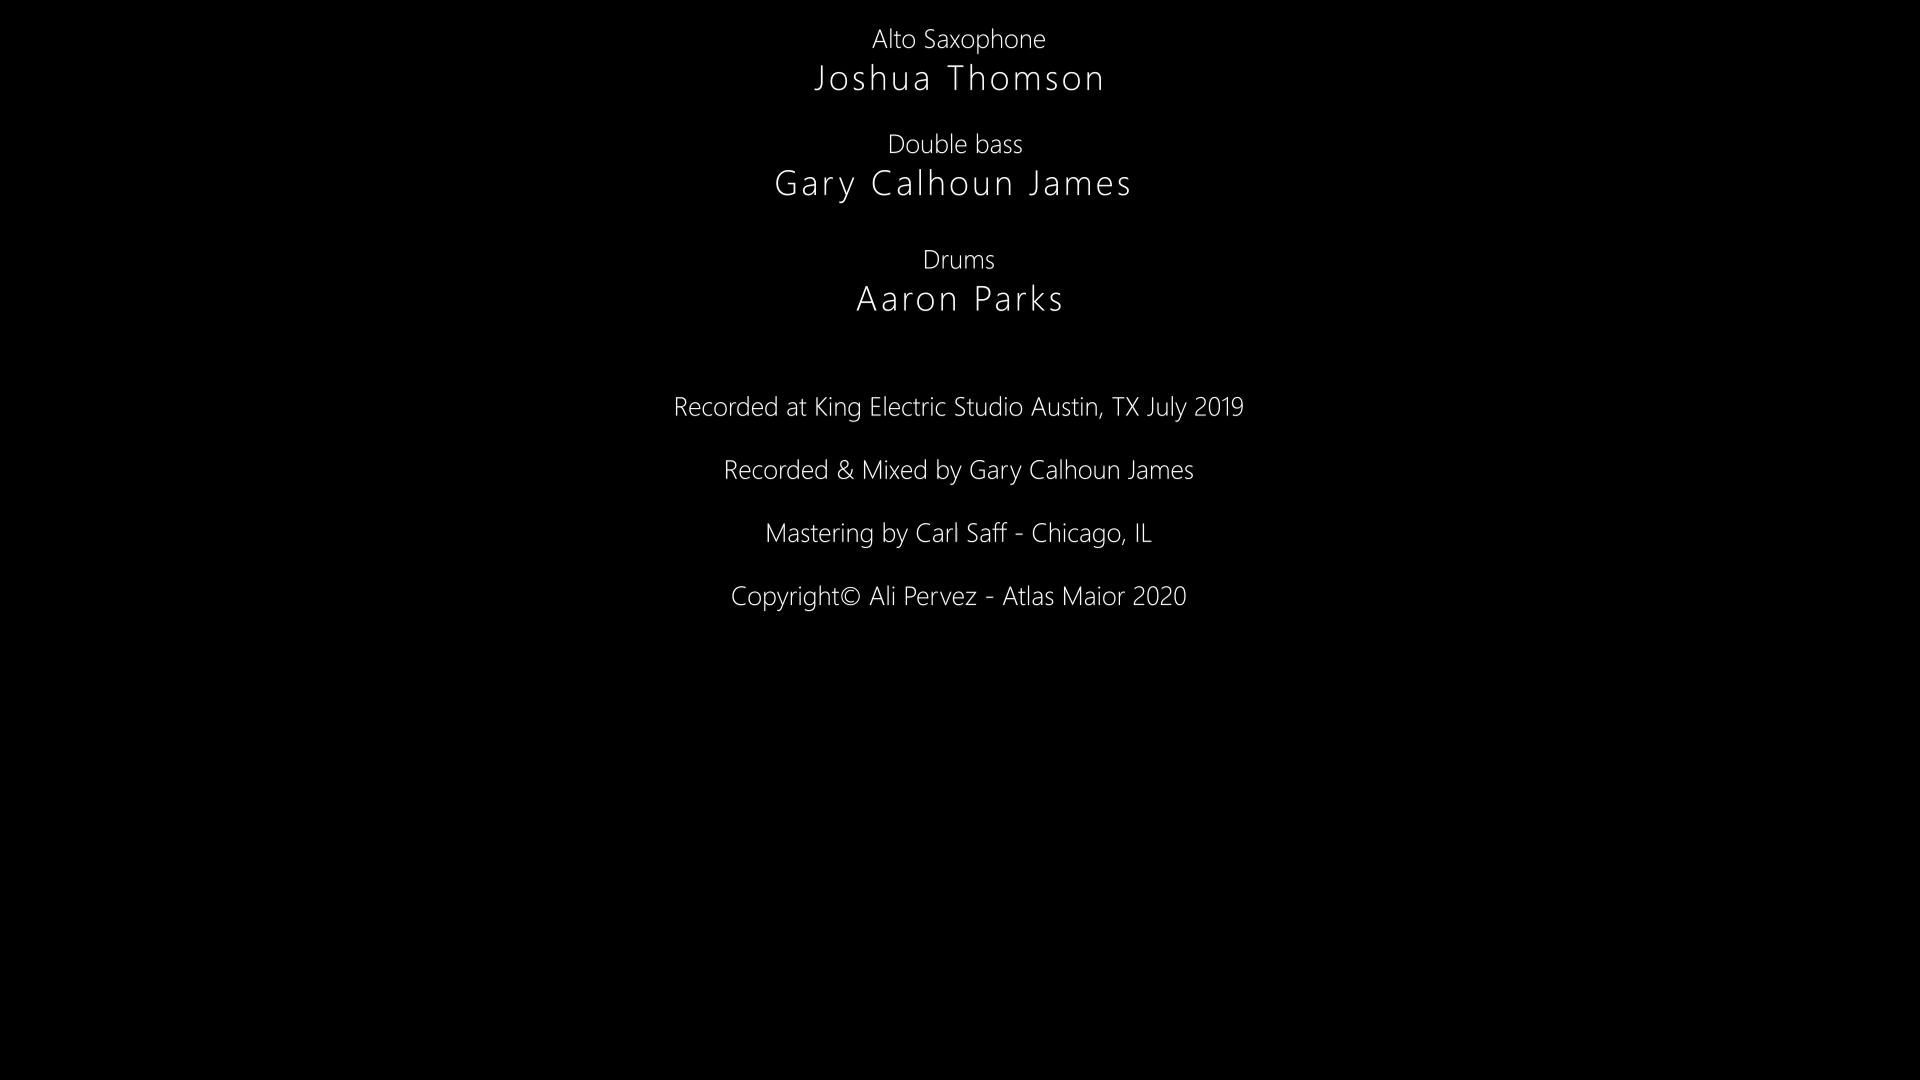 Alto Saxophone
Joshua Thomson
Double bass
Gary Calhoun James
Drums
Aaron Parks
Recorded at King Electric Studio Austin, TX July 2019
Recorded & Mixed by Gary Calhoun James
Mastering by Carl Saff - Chicago, IL
Copyright© Ali Pervez - Atlas Maior 2020